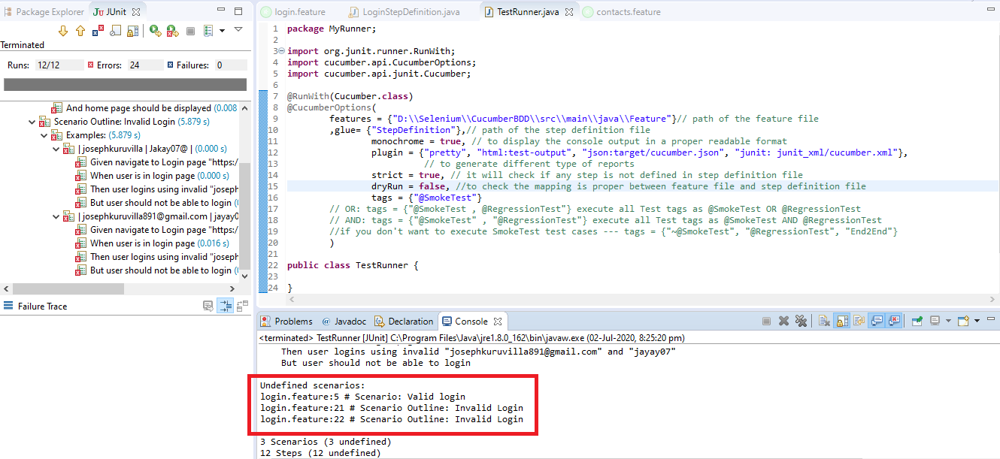 Package Explorer JUnit
Terminated
Runs: 12/12 Errors: 24 Failures: 0
And home page should be displayed (0.008
Scenario Outline: Invalid Login (5.879 s)
Examples: (5.879 s)
| josephkuruvilla | Jakay07@ | (0.000 s)
Given navigate to Login page "https:/
When user is in login page (0.000 s)
Then user logins using invalid "joseph
But user should not be able to login (
| josephkuruvilla891@gmail.com | jayay0
Given navigate to Login page "https:/
When user is in login page (0.016 s)
Then user logins using invalid "joseph
But user should not be able to login (
Failure Trace
login.feature LoginStepDefinition.java TestRunner.java contacts.feature
1 package MyRunner;
2
3 import org.junit.runner.RunWith;
4 import cucumber.api.CucumberOptions;
5 import cucumber.api.junit.Cucumber;
6
7 @RunWith(Cucumber.class)
8 @CucumberOptions(
9 features = {"D:\\Selenium\\CucumberBDD\\src\\main\\java\\Feature"}// path of the feature file
10 ,glue= {"StepDefinition"},// path of the step definition file
11 monochrome = true, // to display the console output in a proper readable format
12 plugin = {"pretty", "html:test-output", "json:target/cucumber.json", "junit: junit_xml/cucumber.xml"},
13 // to generate different type of reports
14 strict = true, // it will check if any step is not defined in step definition file
15 dryRun = false, //to check the mapping is proper between feature file and step definition file
16 tags = {"@SmokeTest"}
17 // OR: tags = {"@SmokeTest , @RegressionTest"} execute all Test tags as @SmokeTest OR @RegressionTest
18 // AND: tags = {"@SmokeTest" , "@RegressionTest"} execute all Test tags as @SmokeTest AND @RegressionTest
19 //if you don't want to execute SmokeTest test cases --- tags = {"~@SmokeTest", "@RegressionTest", "End2End"}
20 )
21
22 public class TestRunner {
23
24 }
Problems @ Javadoc Declaration Console
<terminated> TestRunner [JUnit] C:\Program Files\Java\jre1.8.0_162\bin\javaw.exe (02-Jul-2020, 8:25:20 pm)
Then user logins using invalid "josephkuruvilla891@gmail.com" and "jayay07"
But user should not be able to login
Undefined scenarios:
login.feature:5 # Scenario: Valid login
login.feature:21 # Scenario Outline: Invalid Login
login.feature:22 # Scenario Outline: Invalid Login
3 Scenarios (3 undefined)
12 Steps (12 undefined)